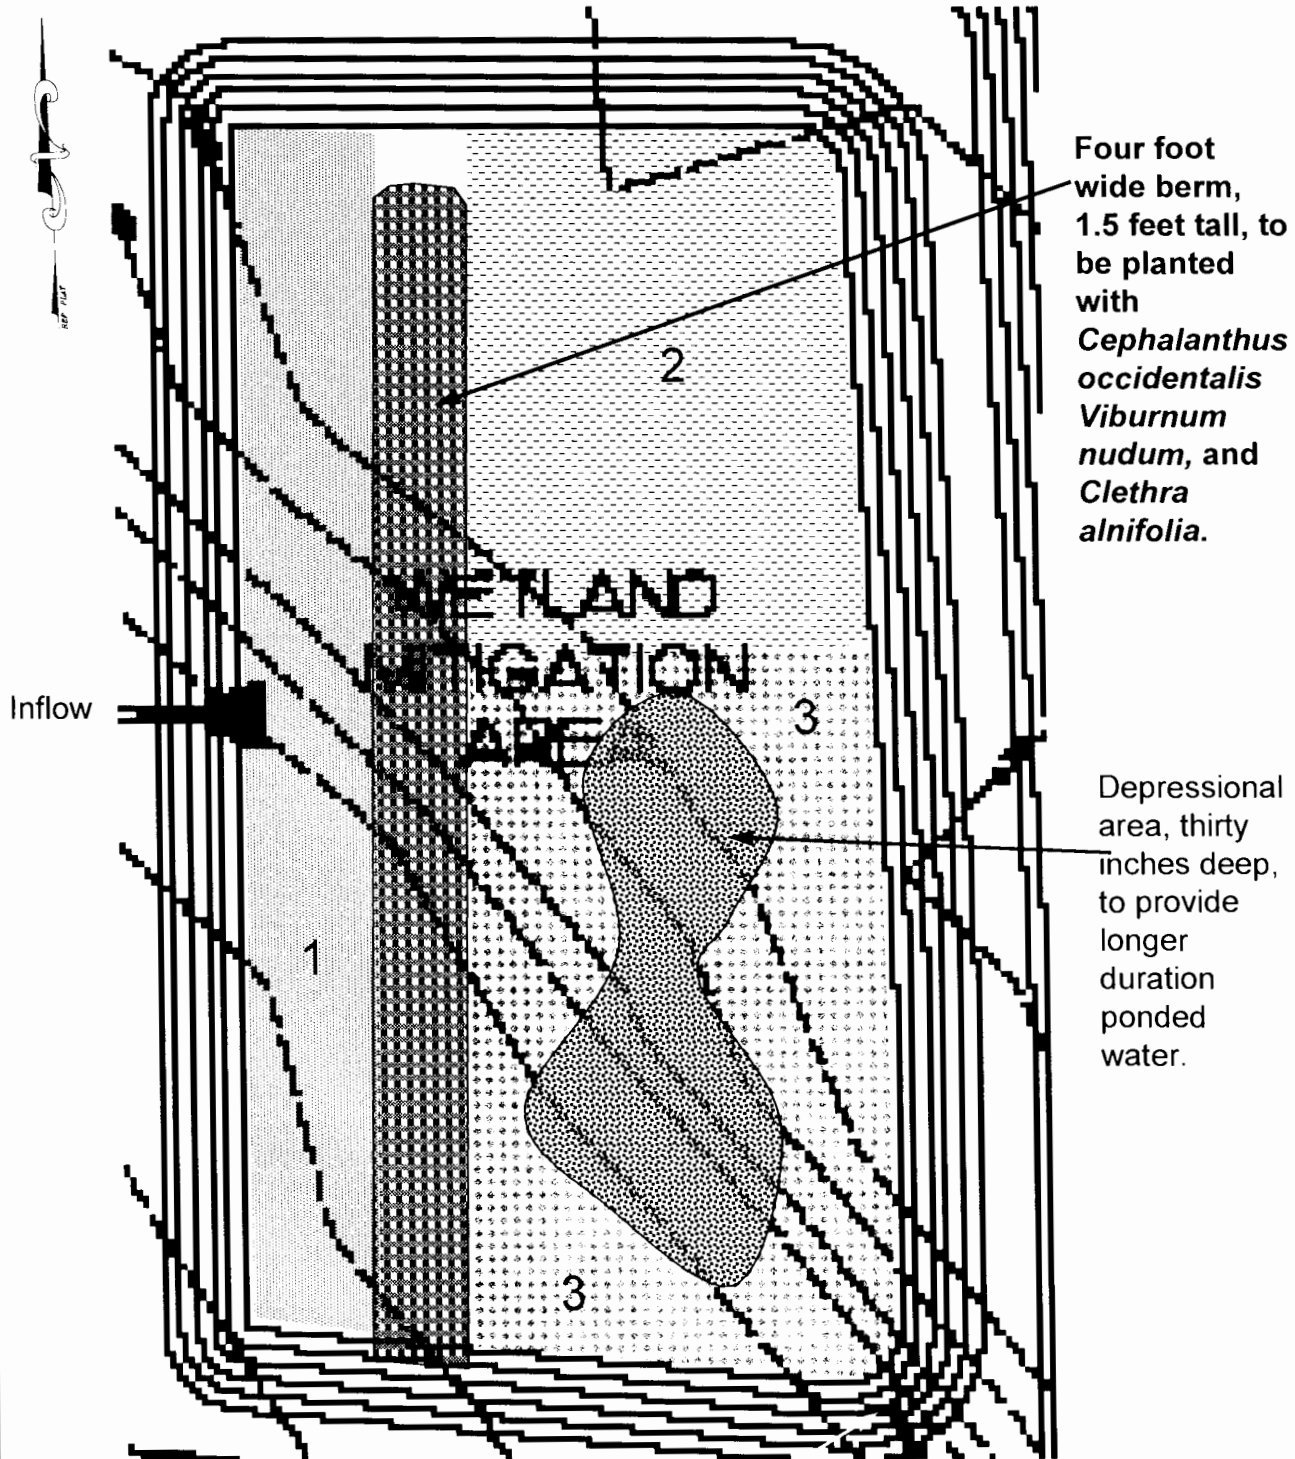 Four foot
wide berm,
1.5 feet tall, to
be planted
with
Cephalanthus
occidentalis
Viburnum
nudum, and
Clethra
alnifolia.
2
3
Inflow
Depressional
area, thirty
inches deep,
to provide
longer
duration
ponded
water.
1
3